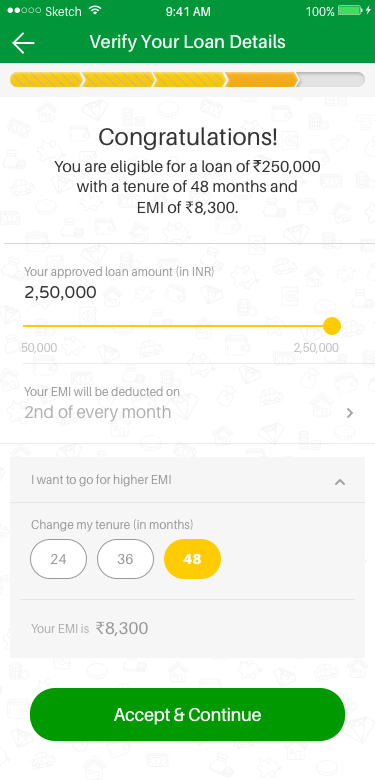 Sketch 9:41 AM 100%
Verify Your Loan Details
Congratulations!
You are eligible for a loan of ₹250,000
with a tenure of 48 months and
EMI of ₹8,300.
Your approved loan amount (in INR)
2,50,000
50,000 2,50,000
Your EMI will be deducted on
2nd of every month
I want to go for higher EMI
Change my tenure (in months)
24 36 48
Your EMI is ₹8,300
Accept & Continue